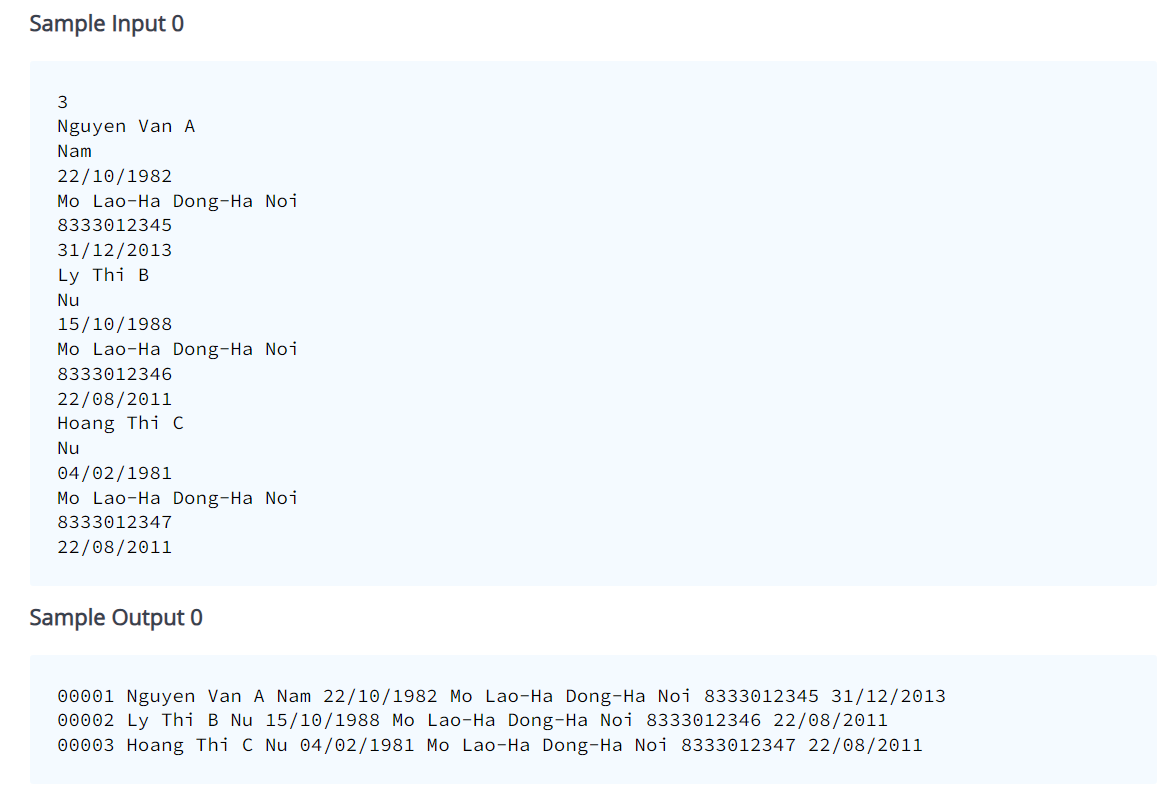 Sample Input 0
3
Nguyen Van A
Nam
22/10/1982
Mo Lao-Ha Dong-Ha Noi
8333012345
31/12/2013
Ly Thi B
Nu
15/10/1988
Mo Lao-Ha Dong-Ha Noi
8333012346
22/08/2011
Hoang Thi C
Nu
04/02/1981
Mo Lao-Ha Dong-Ha Noi
8333012347
22/08/2011
Sample Output 0
00001 Nguyen Van A Nam 22/10/1982 Mo Lao-Ha Dong-Ha Noi 8333012345 31/12/2013
00002 Ly Thi B Nu 15/10/1988 Mo Lao-Ha Dong-Ha Noi 8333012346 22/08/2011
00003 Hoang Thi C Nu 04/02/1981 Mo Lao-Ha Dong-Ha Noi 8333012347 22/08/2011